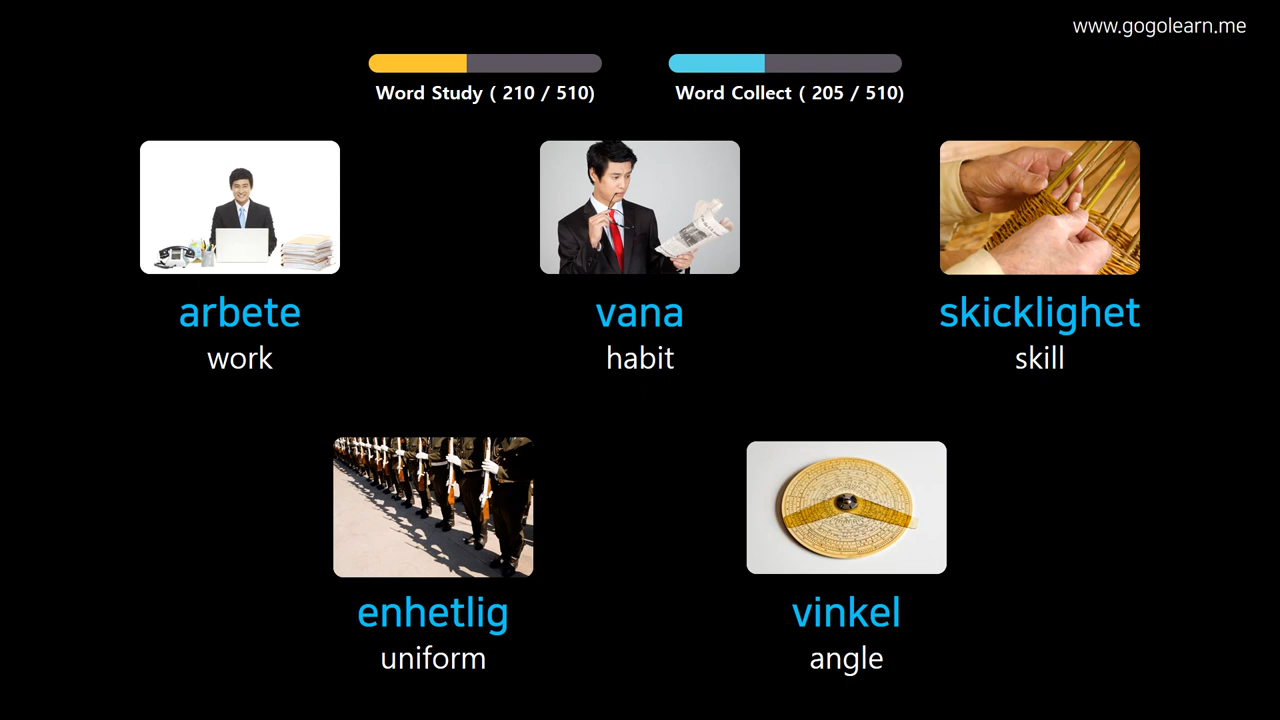 www.gogolearn.me
Word Study ( 210 / 510)
Word Collect ( 205 / 510)
arbete
work
vana
habit
skicklighet
skill
enhetlig
uniform
vinkel
angle